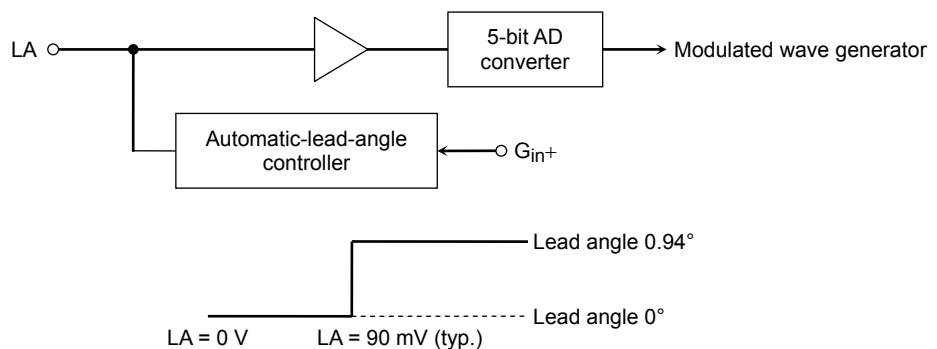 LA
5-bit AD
converter
Modulated wave generator
Automatic-lead-angle
controller
Gin+
Lead angle 0.94°
Lead angle 0°
LA = 0 V
LA = 90 mV (typ.)